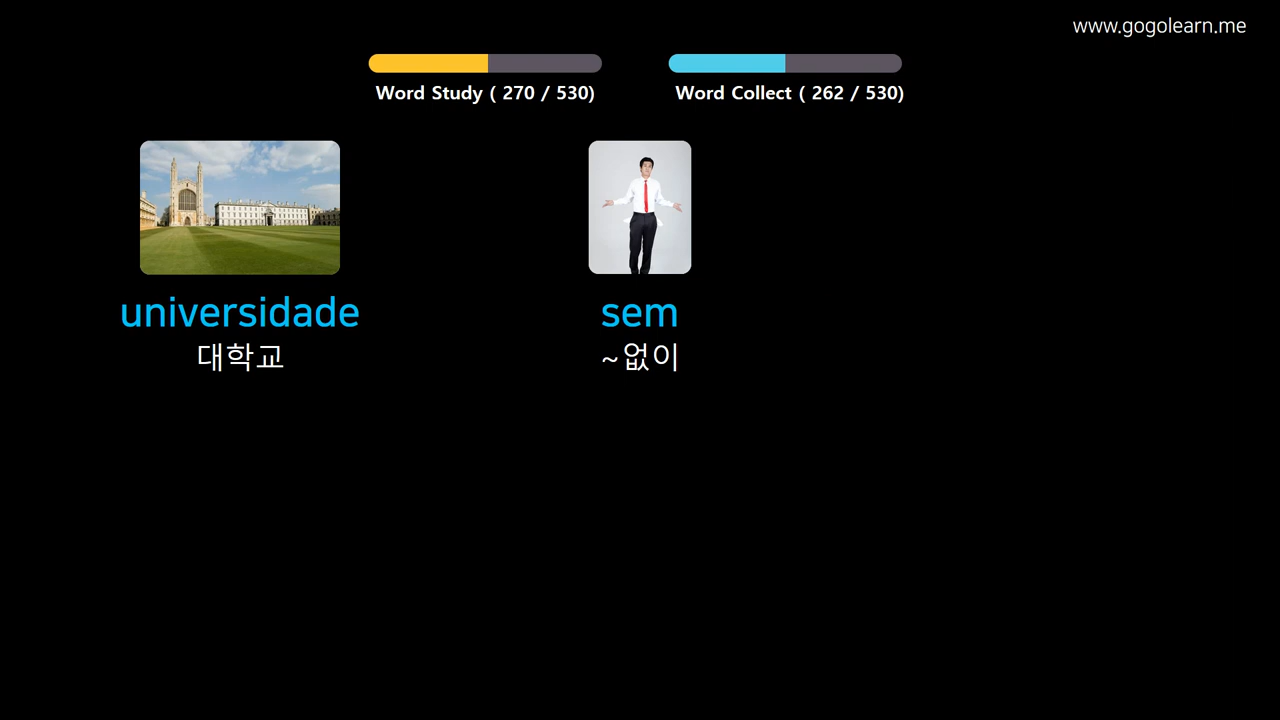 www.gogolearn.me
Word Study ( 270 / 530)
Word Collect ( 262 / 530)
universidade
대학교
sem
~없이